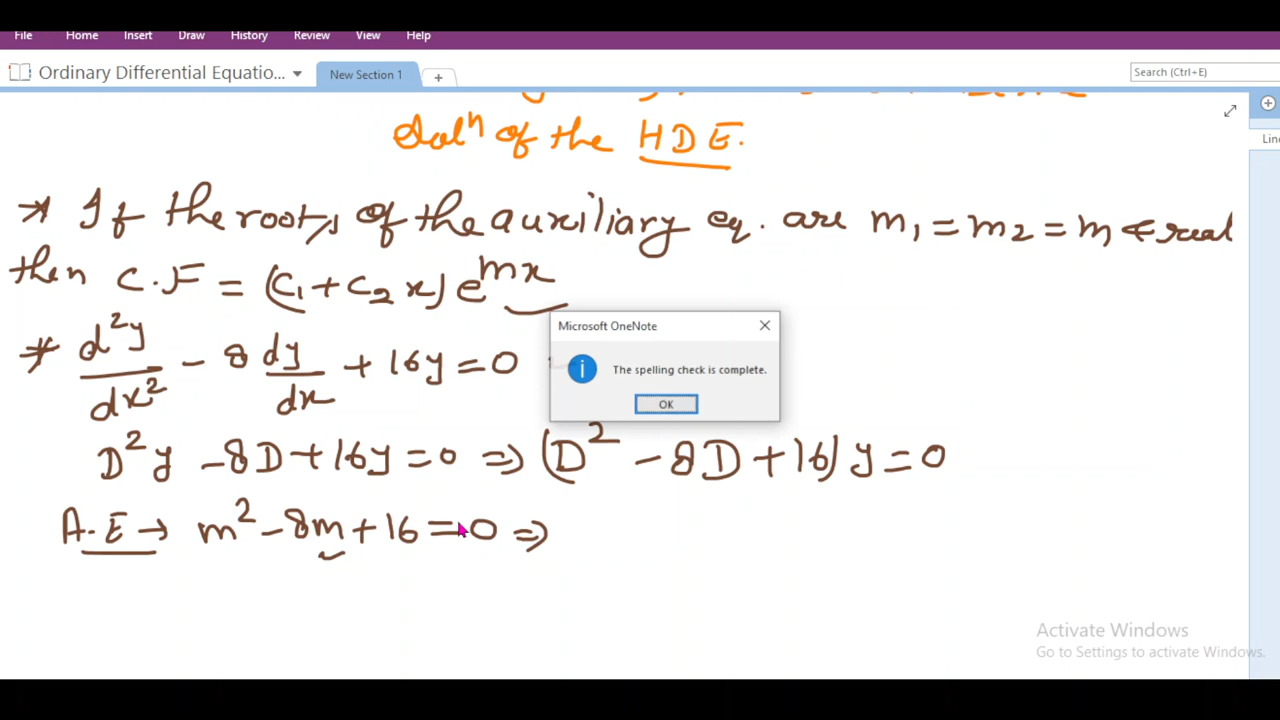 File Home Insert Draw History Review View Help
Ordinary Differential Equatio... New Section 1 + Search (Ctrl+E)
Solⁿ of the HDE.
* If the roots of the auxiliary eq. are m₁ = m₂ = m & real
then C.F = (C₁ + C₂ x) e^mx
* d²y/dx² - 8 dy/dx + 16y = 0
D²y - 8D + 16y = 0 => (D² - 8D + 16) y = 0
A.E → m² - 8m + 16 = 0 =>
Microsoft OneNote
The spelling check is complete.
OK
Lin
Activate Windows
Go to Settings to activate Windows.